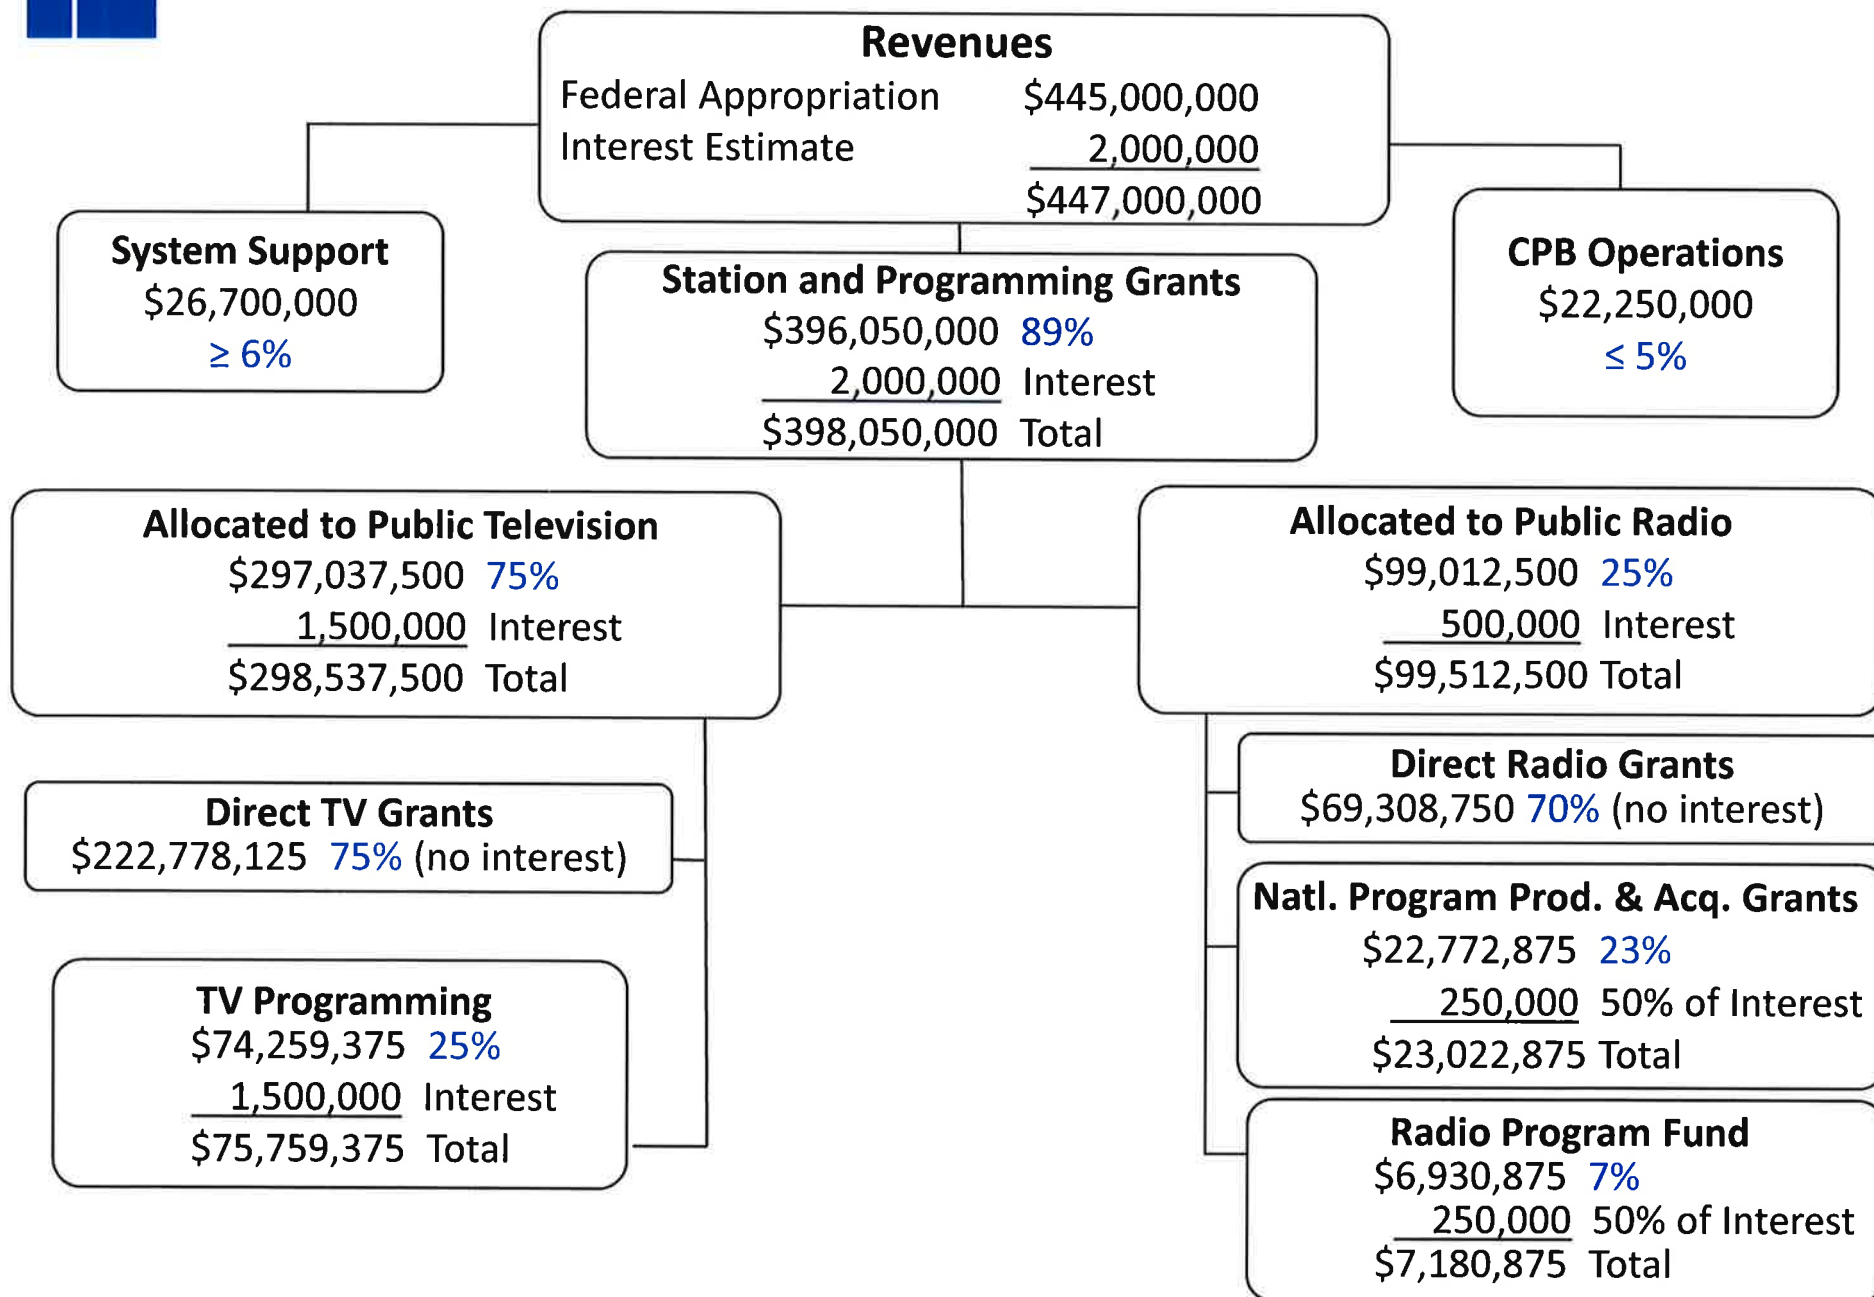 Revenues
Federal Appropriation $445,000,000
Interest Estimate 2,000,000
$447,000,000
System Support
$26,700,000
≥ 6%
Station and Programming Grants
$396,050,000 89%
2,000,000 Interest
$398,050,000 Total
CPB Operations
$22,250,000
≤ 5%
Allocated to Public Television
$297,037,500 75%
1,500,000 Interest
$298,537,500 Total
Allocated to Public Radio
$99,012,500 25%
500,000 Interest
$99,512,500 Total
Direct TV Grants
$222,778,125 75% (no interest)
TV Programming
$74,259,375 25%
1,500,000 Interest
$75,759,375 Total
Direct Radio Grants
$69,308,750 70% (no interest)
Natl. Program Prod. & Acq. Grants
$22,772,875 23%
250,000 50% of Interest
$23,022,875 Total
Radio Program Fund
$6,930,875 7%
250,000 50% of Interest
$7,180,875 Total